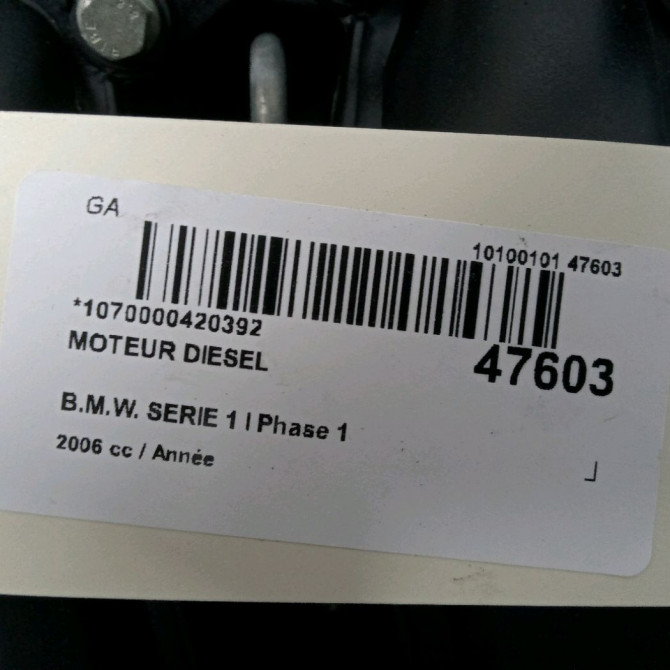 GA
10100101 47603
*1070000420392
MOTEUR DIESEL
47603
B.M.W. SERIE 1 I Phase 1
2006 cc / Année